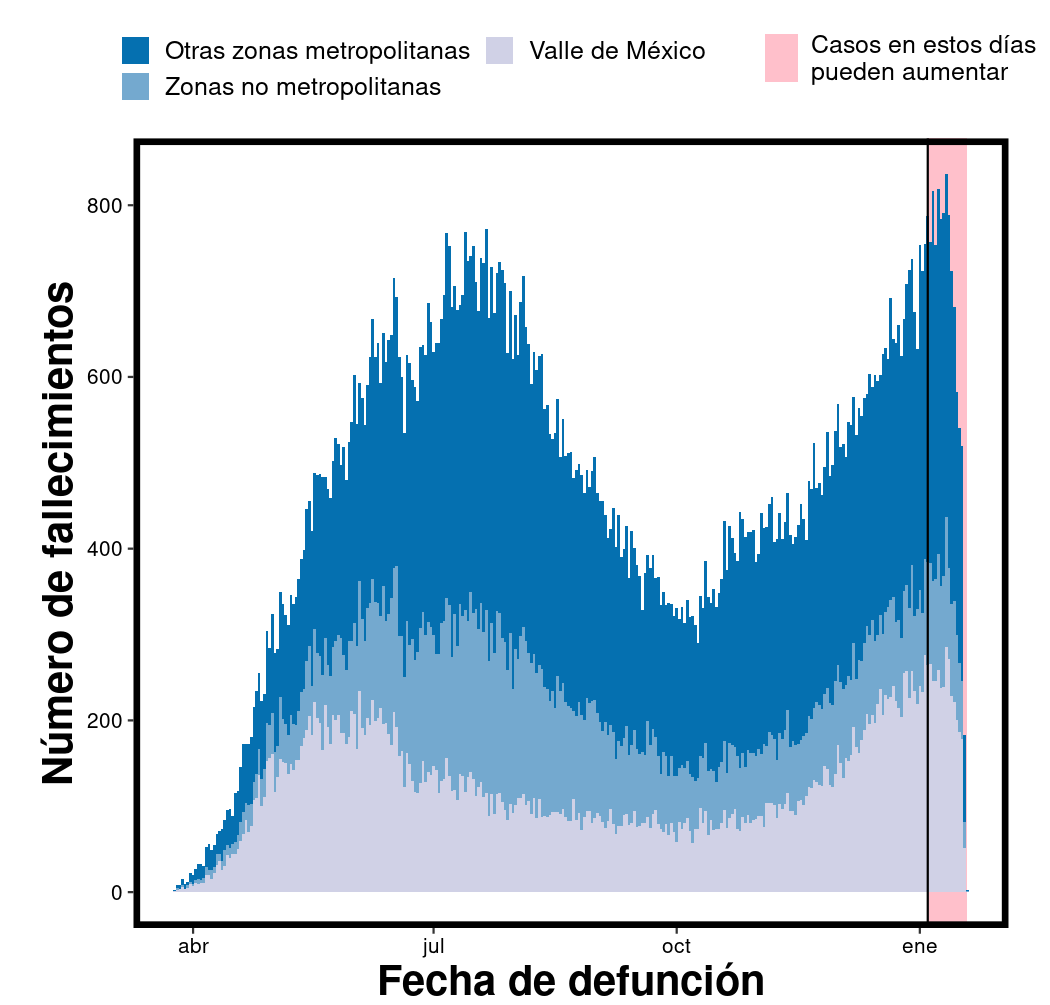 Otras zonas metropolitanas
Valle de México
Zonas no metropolitanas
Casos en estos días
pueden aumentar
Número de fallecimientos
800
600
400
200
0
abr
jul
oct
ene
Fecha de defunción